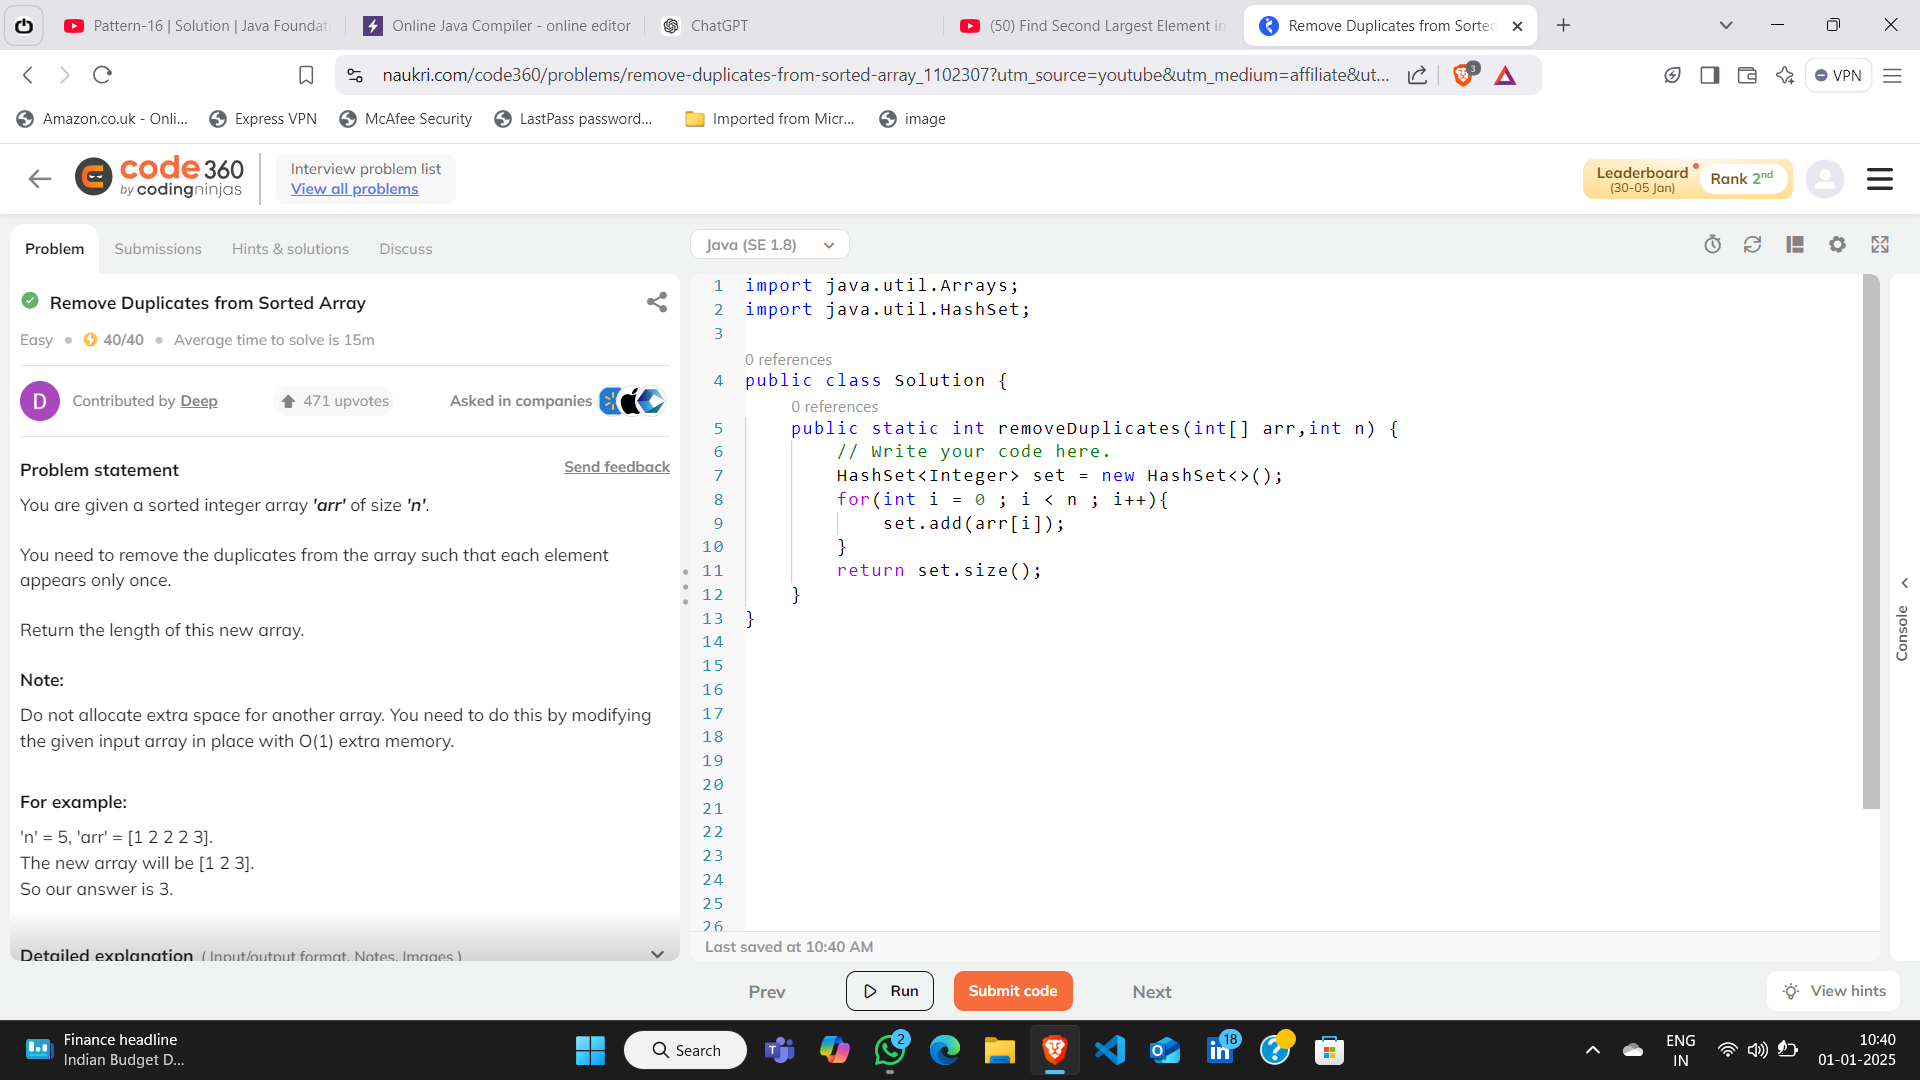 Pattern-16 | Solution | Java Foundati
Online Java Compiler - online editor
ChatGPT
(50) Find Second Largest Element in
Remove Duplicates from Sorted
naukri.com/code360/problems/remove-duplicates-from-sorted-array_1102307?utm_source=youtube&utm_medium=affiliate&ut...
3
VPN
Amazon.co.uk - Onli...
Express VPN
McAfee Security
LastPass password...
Imported from Micr...
image
code 360
by codingninjas
Interview problem list
View all problems
Leaderboard
(30-05 Jan)
Rank 2nd
Problem
Submissions
Hints & solutions
Discuss
Java (SE 1.8)
Remove Duplicates from Sorted Array
Easy
40/40
Average time to solve is 15m
D
Contributed by Deep
471 upvotes
Asked in companies
Problem statement
Send feedback
You are given a sorted integer array 'arr' of size 'n'.
You need to remove the duplicates from the array such that each element
appears only once.
Return the length of this new array.
Note:
Do not allocate extra space for another array. You need to do this by modifying
the given input array in place with O(1) extra memory.
For example:
'n' = 5, 'arr' = [1 2 2 2 3].
The new array will be [1 2 3].
So our answer is 3.
Detailed explanation ( Input/output format, Notes, Images )
1 import java.util.Arrays;
2 import java.util.HashSet;
3
0 references
4 public class Solution {
0 references
5 public static int removeDuplicates(int[] arr,int n) {
6 // Write your code here.
7 HashSet<Integer> set = new HashSet<>();
8 for(int i = 0 ; i < n ; i++){
9 set.add(arr[i]);
10 }
11 return set.size();
12 }
13 }
14
15
16
17
18
19
20
21
22
23
24
25
26
Last saved at 10:40 AM
Console
Prev
Run
Submit code
Next
View hints
Finance headline
Indian Budget D...
Search
2
18
ENG
IN
10:40
01-01-2025